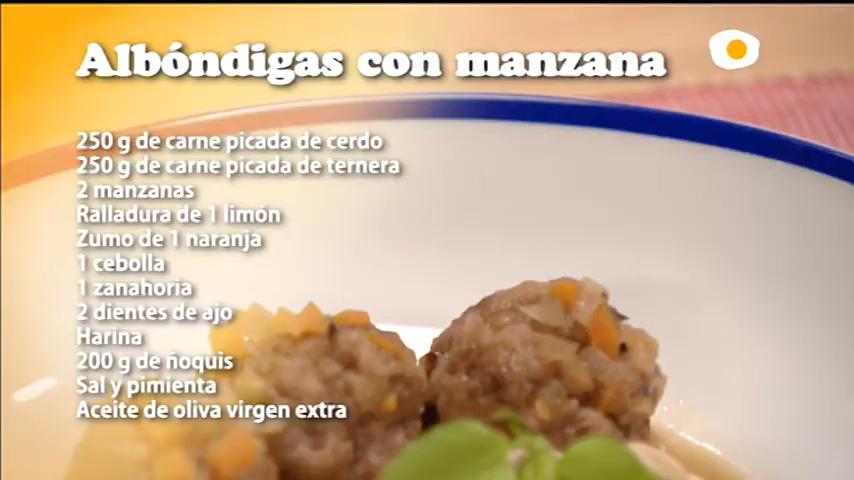 Albóndigas con manzana
250 g de carne picada de cerdo
250 g de carne picada de ternera
2 manzanas
Ralladura de 1 limón
Zumo de 1 naranja
1 cebolla
1 zanahoria
2 dientes de ajo
Harina
200 g de ñoquis
Sal y pimienta
Aceite de oliva virgen extra